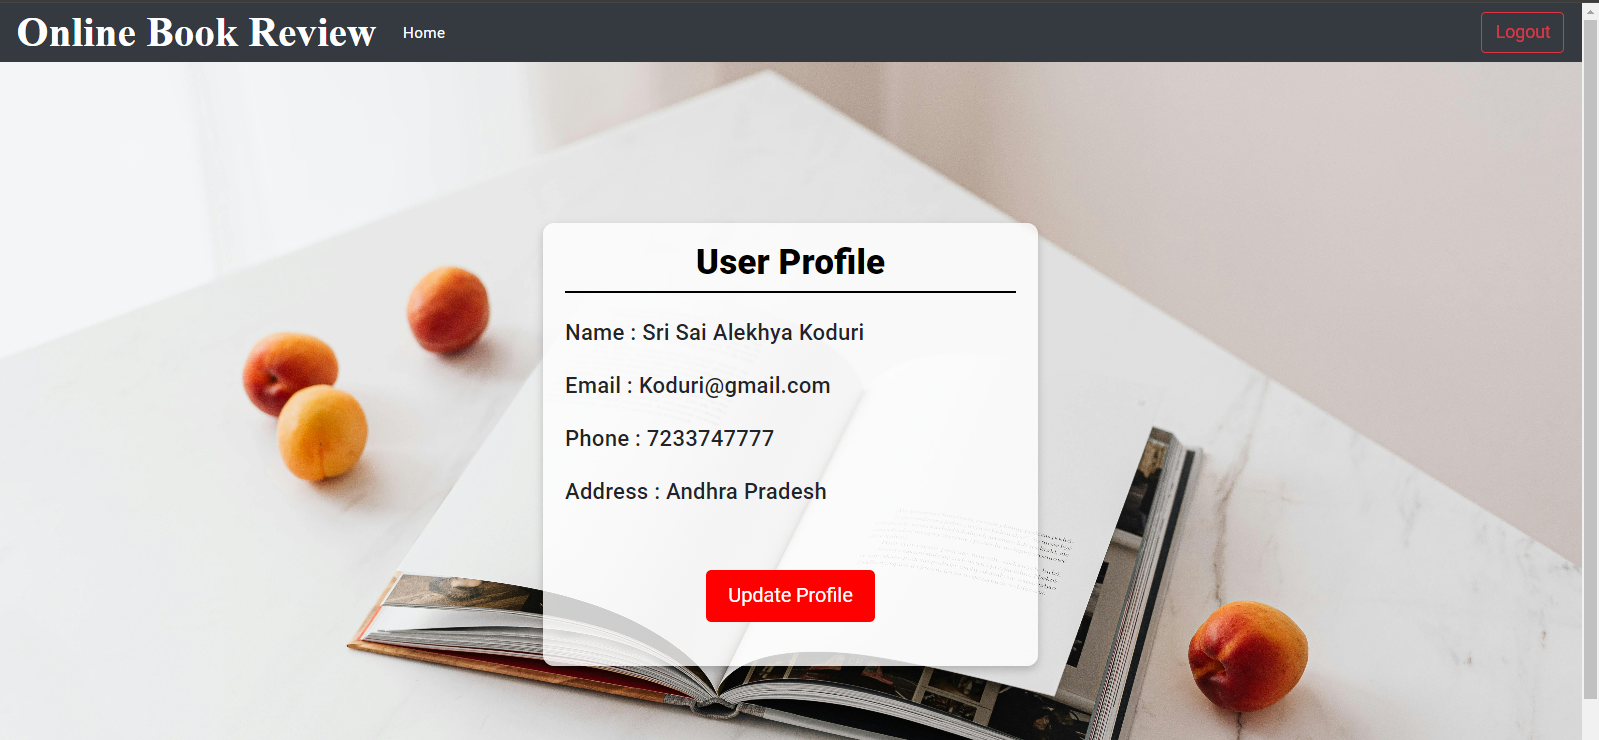 Online Book Review Home Logout
User Profile
Name : Sri Sai Alekhya Koduri
Email : Koduri@gmail.com
Phone : 7233747777
Address : Andhra Pradesh
Update Profile